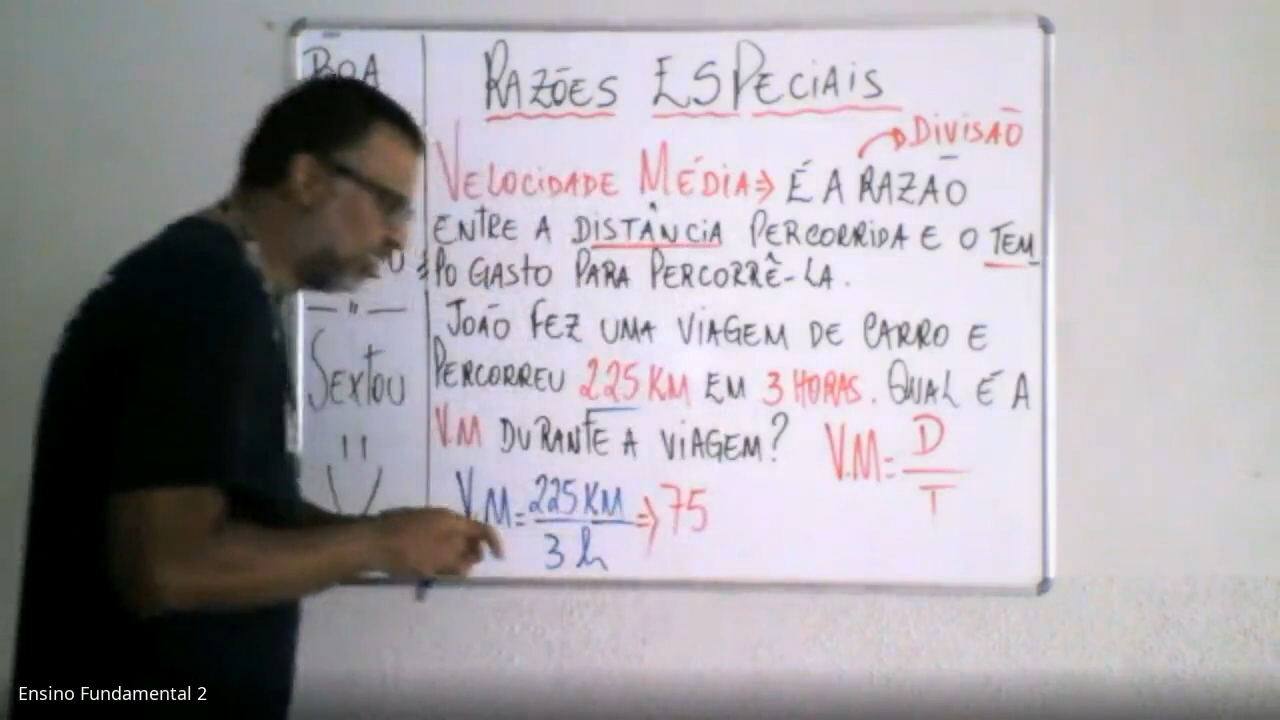 BOA
SEXTOU
RAZÕES ESPECIAIS
DIVISÃO
VELOCIDADE MÉDIA⇒ É A RAZÃO
ENTRE A DISTÂNCIA PERCORRIDA E O TEM
PO GASTO PARA PERCORRÊ-LA.
JOÃO FEZ UMA VIAGEM DE CARRO E
PERCORREU 225 KM EM 3 HORAS. QUAL É A
V.M DURANTE A VIAGEM?
V.M= D
T
V.M= 225 KM ⇒ 75
3 h
Ensino Fundamental 2